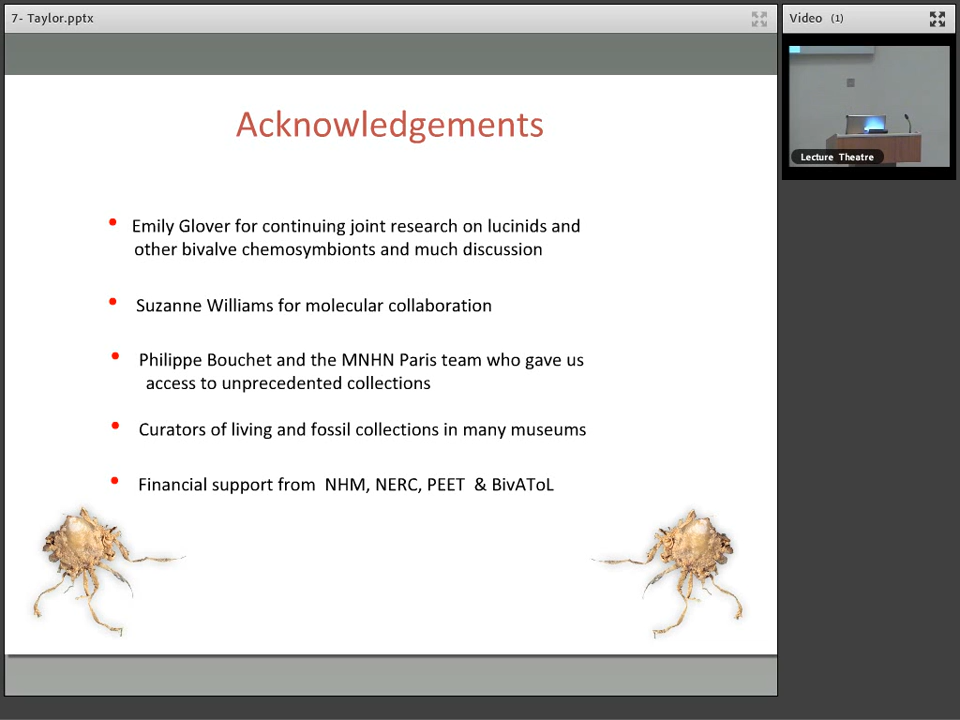 7- Taylor.pptx
Video (1)
Lecture Theatre
Acknowledgements
• Emily Glover for continuing joint research on lucinids and
other bivalve chemosymbionts and much discussion
• Suzanne Williams for molecular collaboration
• Philippe Bouchet and the MNHN Paris team who gave us
access to unprecedented collections
• Curators of living and fossil collections in many museums
• Financial support from NHM, NERC, PEET & BivAToL